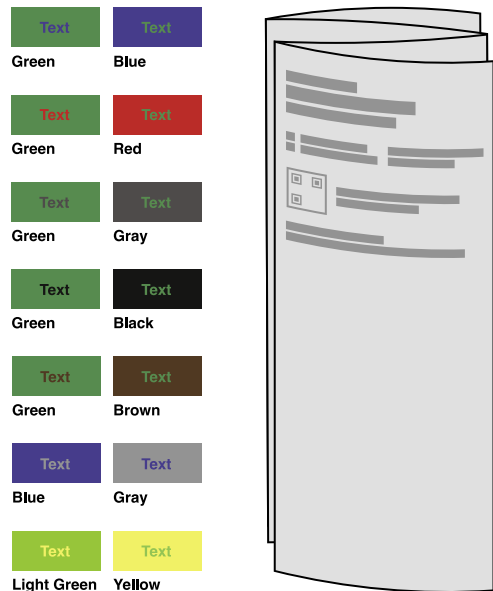 Text Text
Green Blue
Text Text
Green Red
Text Text
Green Gray
Text Text
Green Black
Text Text
Green Brown
Text Text
Blue Gray
Text Text
Light Green Yellow